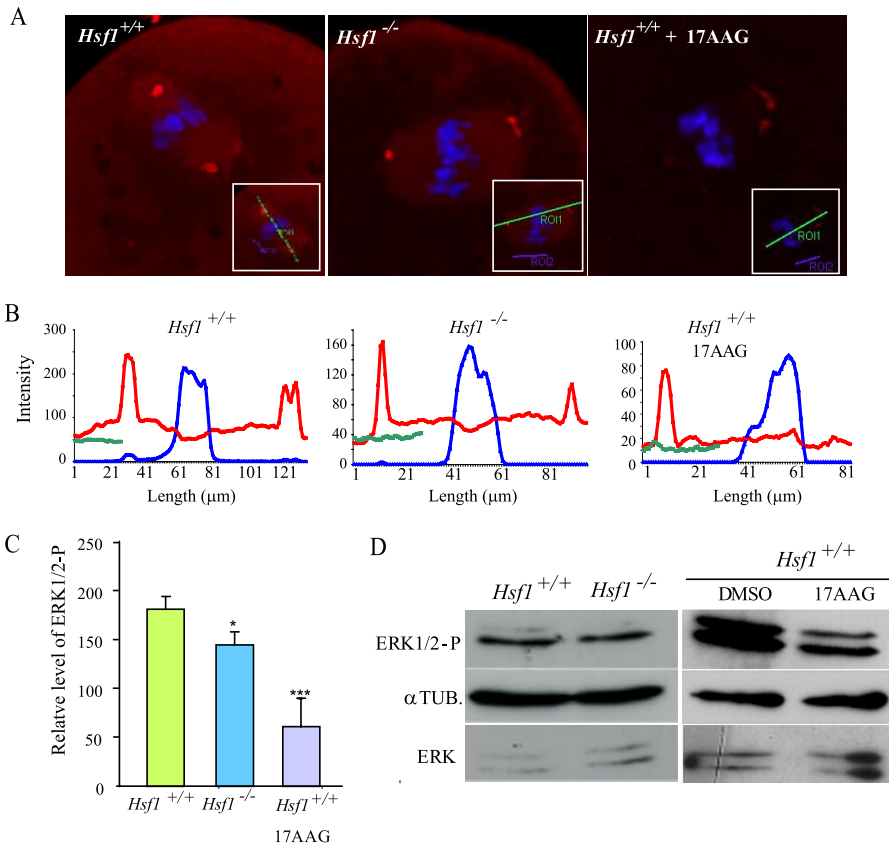 A
Hsf1 +/+
Hsf1 -/-
Hsf1 +/+ + 17AAG
ROI1
ROI2
ROI1
ROI2
B
Hsf1 +/+
Hsf1 -/-
Hsf1 +/+
17AAG
Intensity
300
200
100
0
160
120
80
40
0
100
80
60
40
20
0
1 21 41 61 81 101 121
1 21 41 61 81
1 21 41 61 81
Length (µm)
Length (µm)
Length (µm)
C
Relatve level of ERK1/2-P
250
200
150
100
50
0
*
***
Hsf1 +/+
Hsf1 -/-
Hsf1 +/+
17AAG
D
Hsf1 +/+
Hsf1 -/-
Hsf1 +/+
DMSO
17AAG
ERK1/2-P
α TUB.
ERK